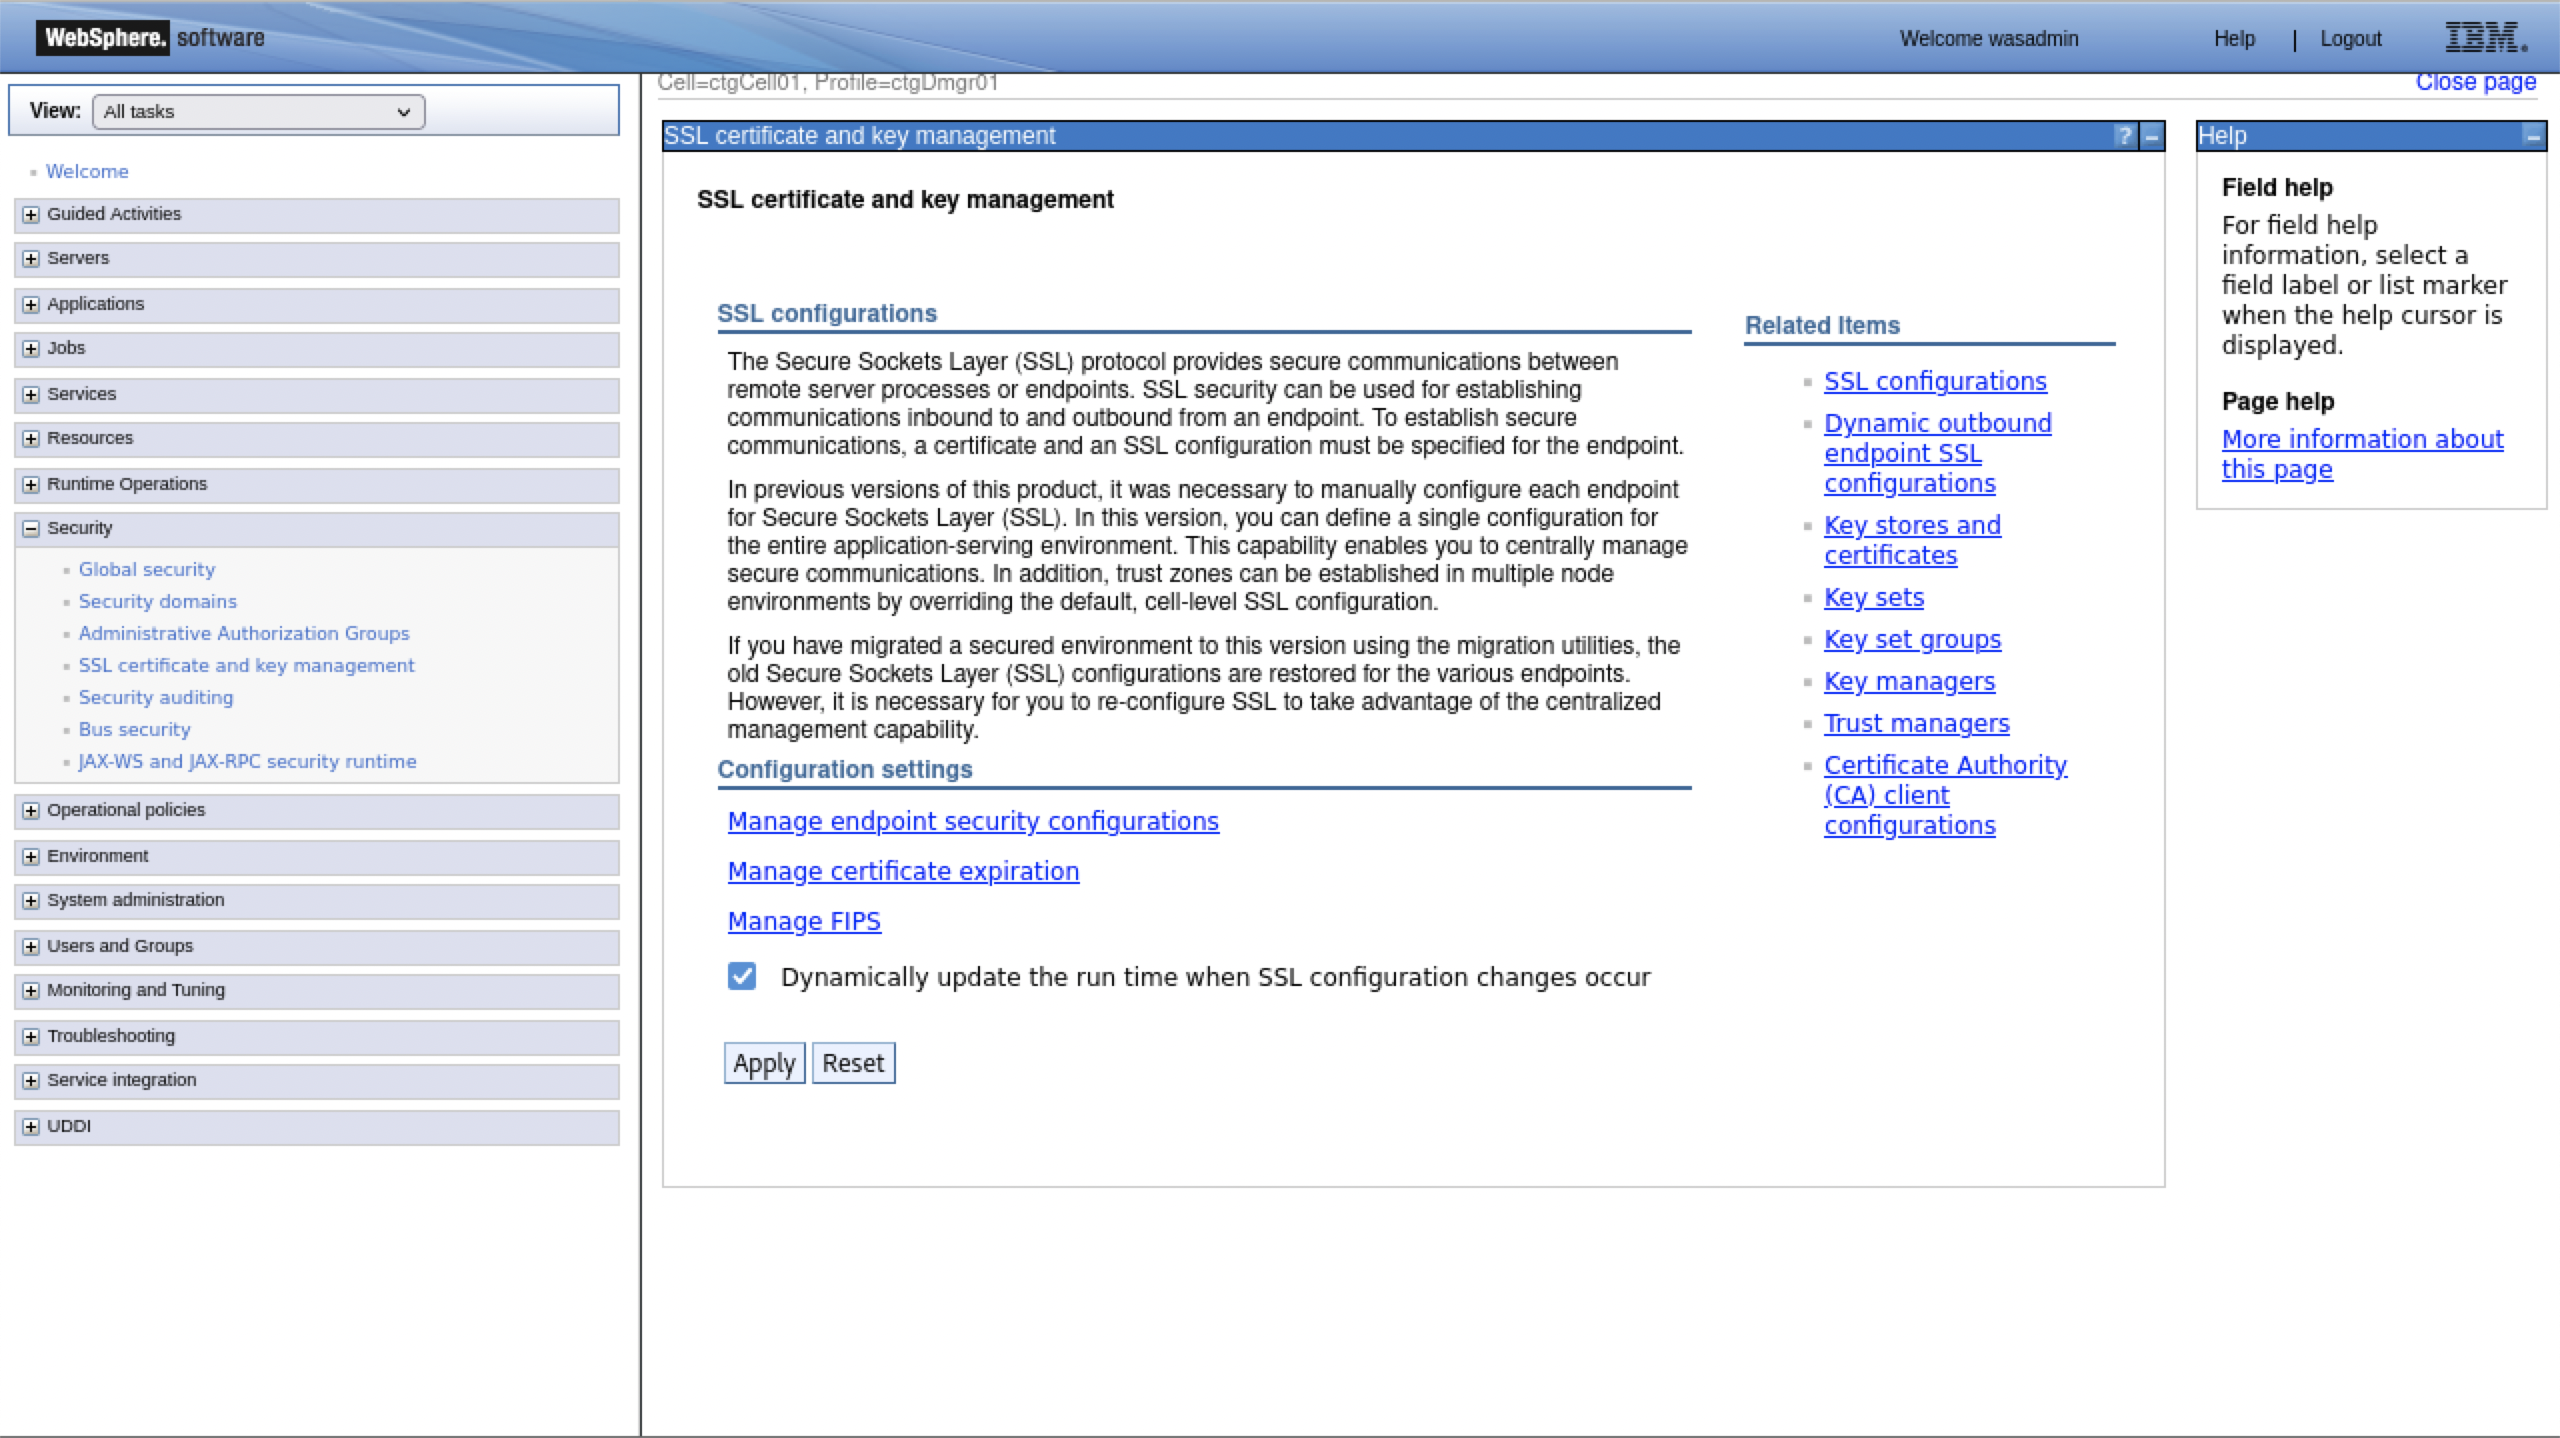 WebSphere. software
Welcome wasadmin
Help | Logout
IBM.
View: All tasks
Welcome
Guided Activities
Servers
Applications
Jobs
Services
Resources
Runtime Operations
Security
Global security
Security domains
Administrative Authorization Groups
SSL certificate and key management
Security auditing
Bus security
JAX-WS and JAX-RPC security runtime
Operational policies
Environment
System administration
Users and Groups
Monitoring and Tuning
Troubleshooting
Service integration
UDDI
Cell=ctgCell01, Profile=ctgDmgr01
Close page
SSL certificate and key management
?
SSL certificate and key management
SSL configurations
The Secure Sockets Layer (SSL) protocol provides secure communications between
remote server processes or endpoints. SSL security can be used for establishing
communications inbound to and outbound from an endpoint. To establish secure
communications, a certificate and an SSL configuration must be specified for the endpoint.
In previous versions of this product, it was necessary to manually configure each endpoint
for Secure Sockets Layer (SSL). In this version, you can define a single configuration for
the entire application-serving environment. This capability enables you to centrally manage
secure communications. In addition, trust zones can be established in multiple node
environments by overriding the default, cell-level SSL configuration.
If you have migrated a secured environment to this version using the migration utilities, the
old Secure Sockets Layer (SSL) configurations are restored for the various endpoints.
However, it is necessary for you to re-configure SSL to take advantage of the centralized
management capability.
Configuration settings
Manage endpoint security configurations
Manage certificate expiration
Manage FIPS
Dynamically update the run time when SSL configuration changes occur
Apply
Reset
Related Items
SSL configurations
Dynamic outbound
endpoint SSL
configurations
Key stores and
certificates
Key sets
Key set groups
Key managers
Trust managers
Certificate Authority
(CA) client
configurations
Help
Field help
For field help
information, select a
field label or list marker
when the help cursor is
displayed.
Page help
More information about
this page